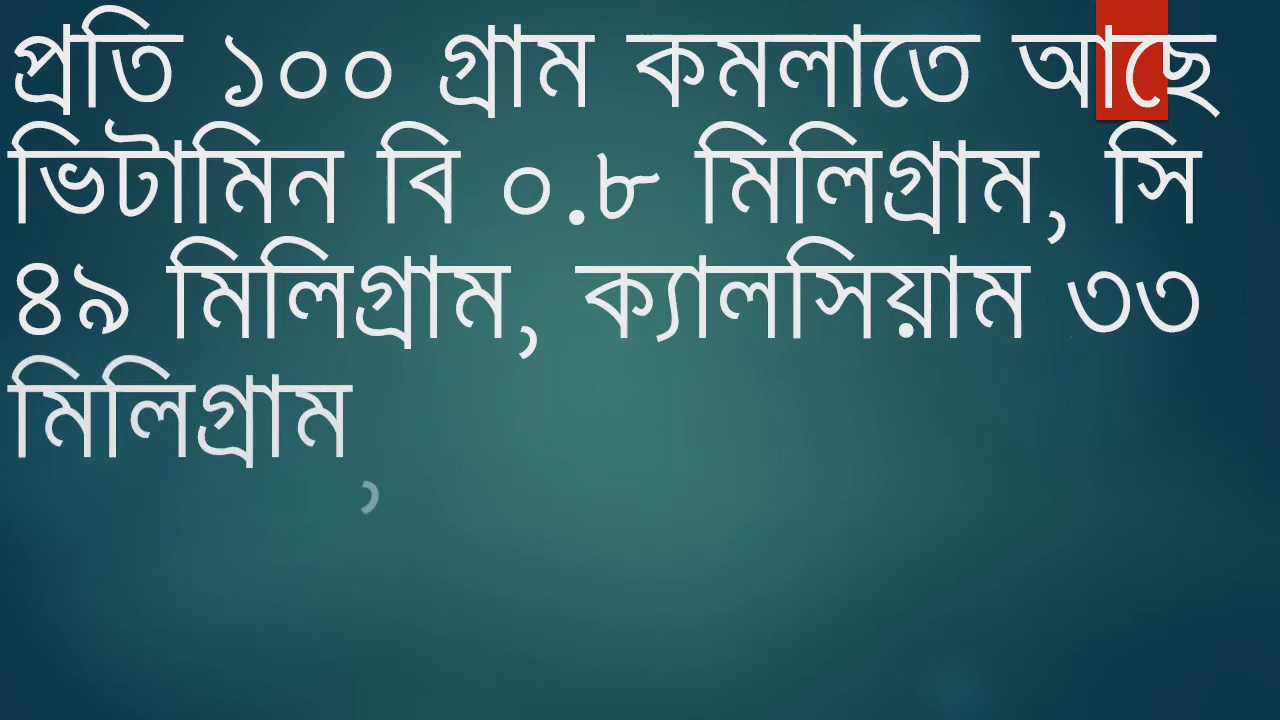 প্রতি ১০০ গ্রাম কমলাতে আছে
ভিটামিন বি ০.৮ মিলিগ্রাম, সি
৪৯ মিলিগ্রাম, ক্যালসিয়াম ৩৩
মিলিগ্রাম,